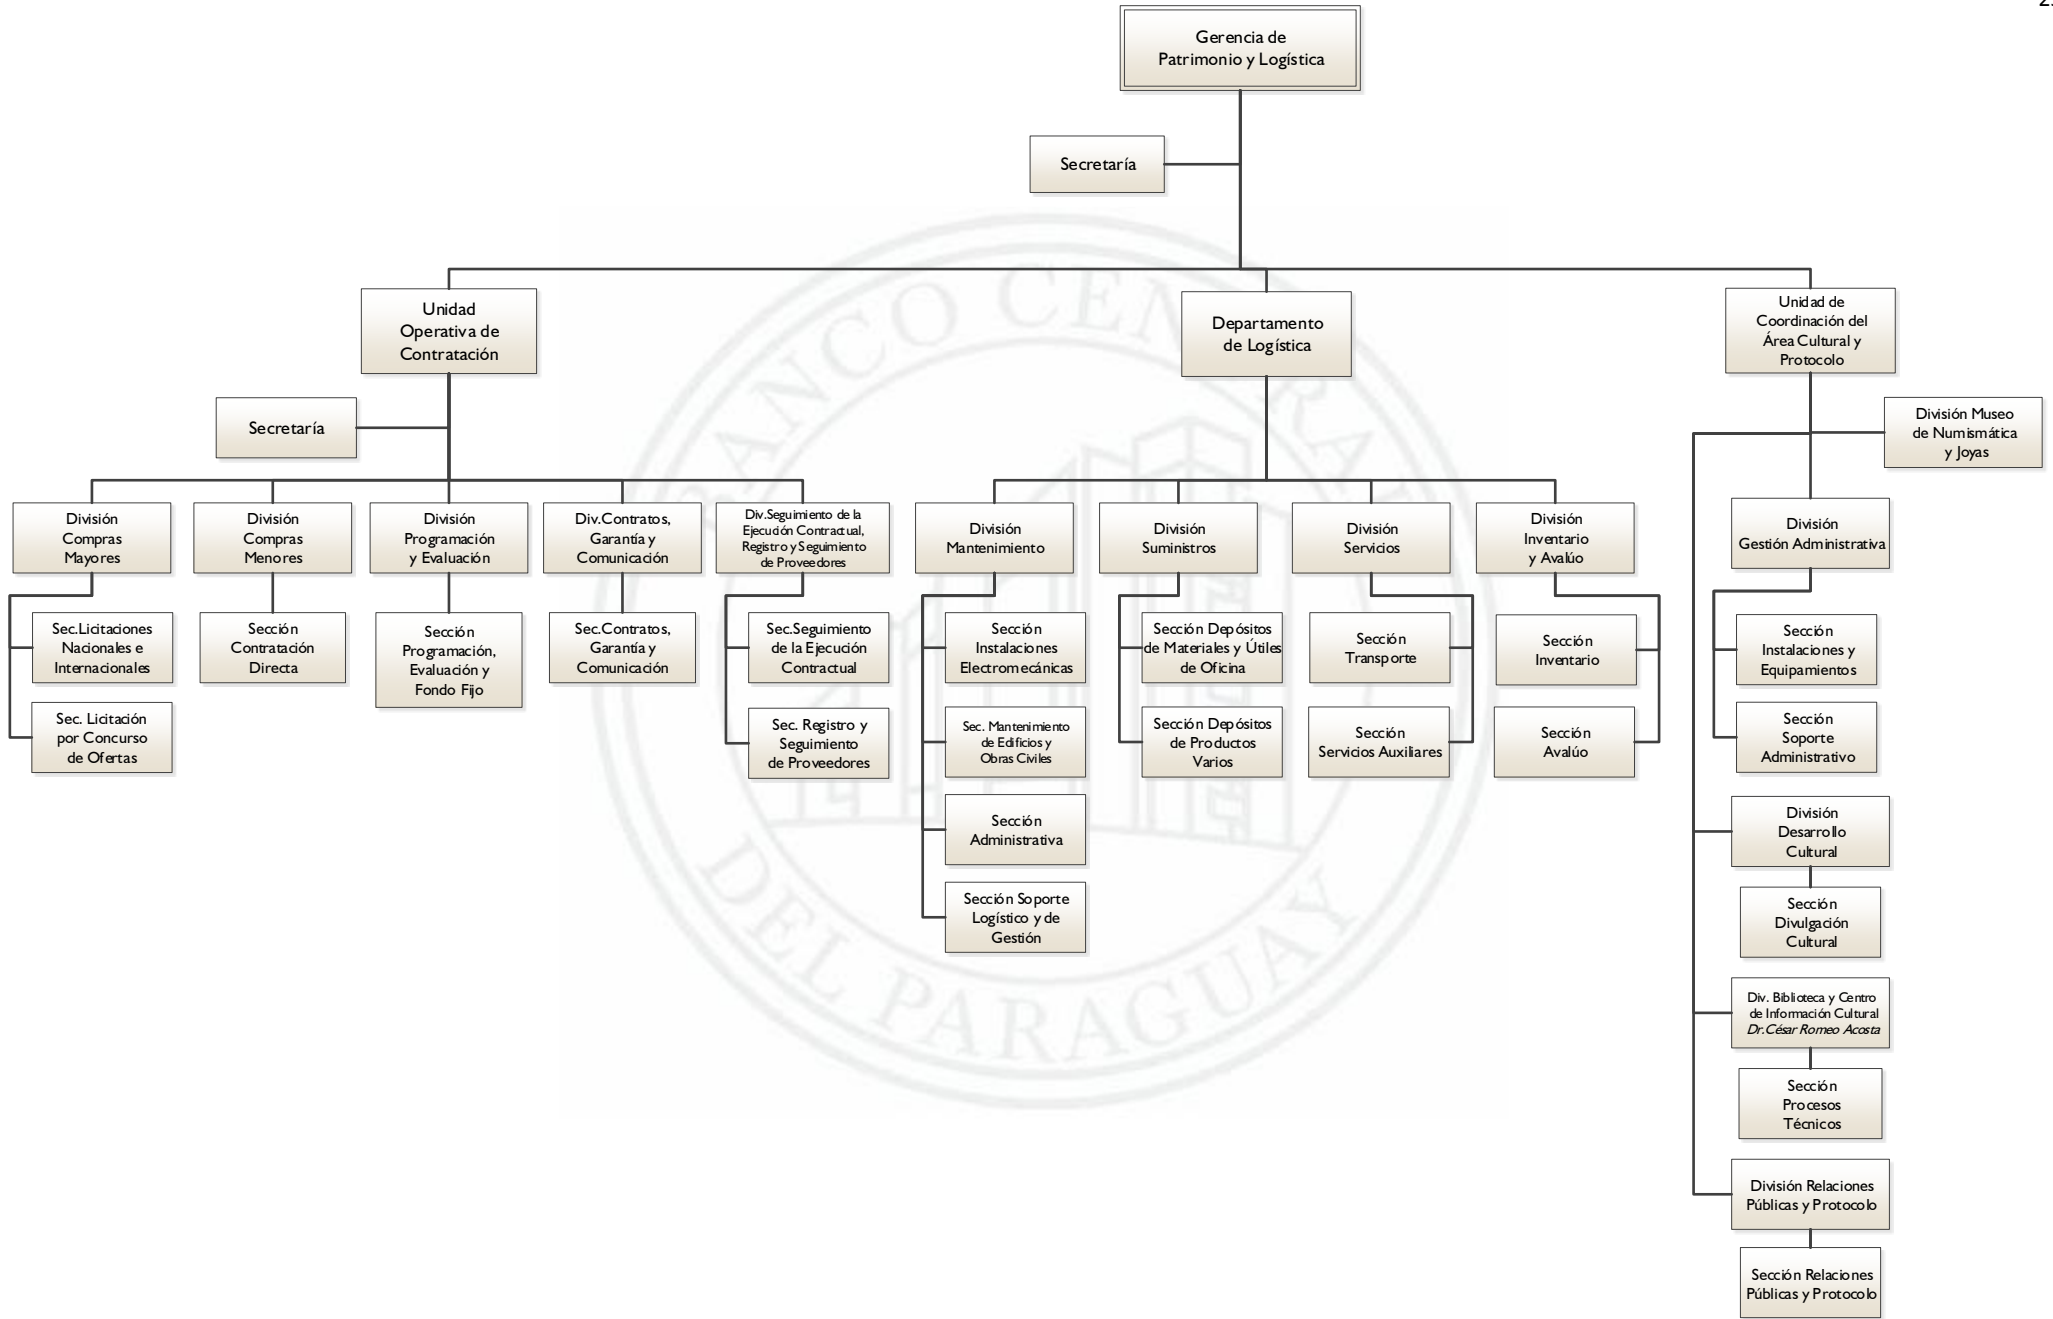 Gerencia de
Patrimonio y Logística
Secretaría
Unidad
Operativa de
Contratación
Departamento
de Logística
Unidad de
Coordinación del
Área Cultural y
Protocolo
Secretaría
División Museo
de Numismática
y Joyas
División
Compras
Mayores
División
Compras
Menores
División
Programación
y Evaluación
Div.Contratos,
Garantía y
Comunicación
Div.Seguimiento de la
Ejecución Contractual,
Registro y Seguimiento
de Proveedores
División
Mantenimiento
División
Suministros
División
Servicios
División
Inventario
y Avalúo
División
Gestión Administrativa
Sec.Licitaciones
Nacionales e
Internacionales
Sección
Contratación
Directa
Sección
Programación,
Evaluación y
Fondo Fijo
Sec.Contratos,
Garantía y
Comunicación
Sec.Seguimiento
de la Ejecución
Contractual
Sección
Instalaciones
Electromecánicas
Sección Depósitos
de Materiales y Útiles
de Oficina
Sección
Transporte
Sección
Inventario
Sección
Instalaciones y
Equipamientos
Sec. Licitación
por Concurso
de Ofertas
Sec. Registro y
Seguimiento
de Proveedores
Sec. Mantenimiento
de Edificios y
Obras Civiles
Sección Depósitos
de Productos
Varios
Sección
Servicios Auxiliares
Sección
Avalúo
Sección
Soporte
Administrativo
Sección
Administrativa
División
Desarrollo
Cultural
Sección Soporte
Logístico y de
Gestión
Sección
Divulgación
Cultural
Div. Biblioteca y Centro
de Información Cultural
Dr.César Romeo Acosta
Sección
Procesos
Técnicos
División Relaciones
Públicas y Protocolo
Sección Relaciones
Públicas y Protocolo
BANCO CENTRAL
DEL PARAGUAY